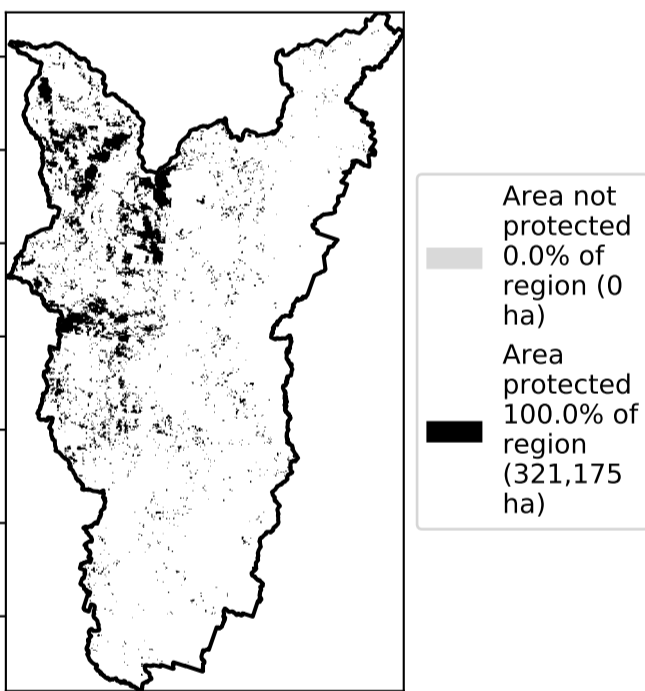 Area not
protected
0.0% of
region (0
ha)
Area
protected
100.0% of
region
(321,175
ha)